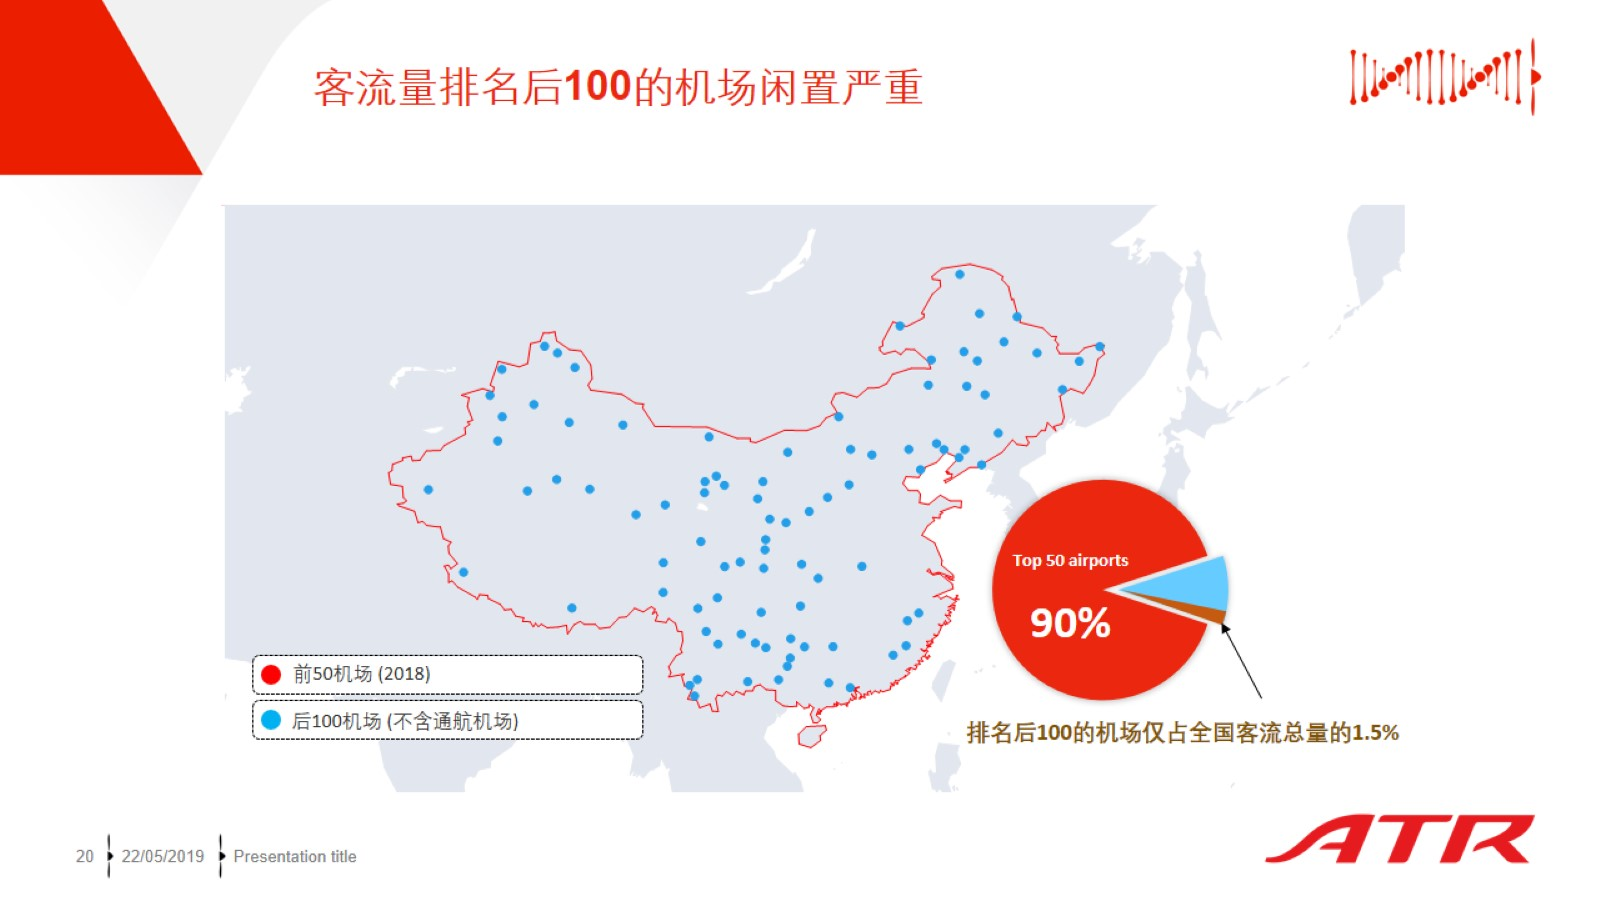 客流量排名后100的机场闲置严重
Top 50 airports
90%
前50机场 (2018)
后100机场 (不含通航机场)
排名后100的机场仅占全国客流总量的1.5%
20
22/05/2019
Presentation title
ATR